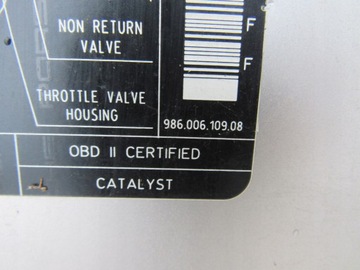 NON RETURN
VALVE
F
F
THROTTLE VALVE
HOUSING
986.006.109.08
OBD II CERTIFIED
CATALYST